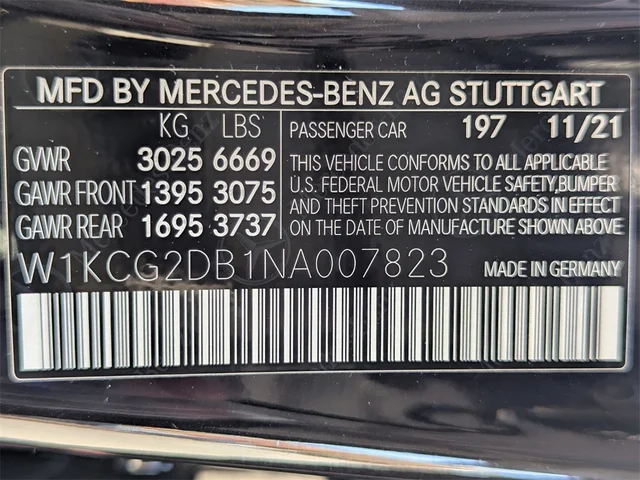 MFD BY MERCEDES-BENZ AG STUTTGART
KG LBS PASSENGER CAR 197 11/21
GVWR 3025 6669 THIS VEHICLE CONFORMS TO ALL APPLICABLE
GAWR FRONT 1395 3075 U.S. FEDERAL MOTOR VEHICLE SAFETY, BUMPER
GAWR REAR 1695 3737 AND THEFT PREVENTION STANDARDS IN EFFECT
ON THE DATE OF MANUFACTURE SHOWN ABOVE.
W1KCG2DB1NA007823 MADE IN GERMANY